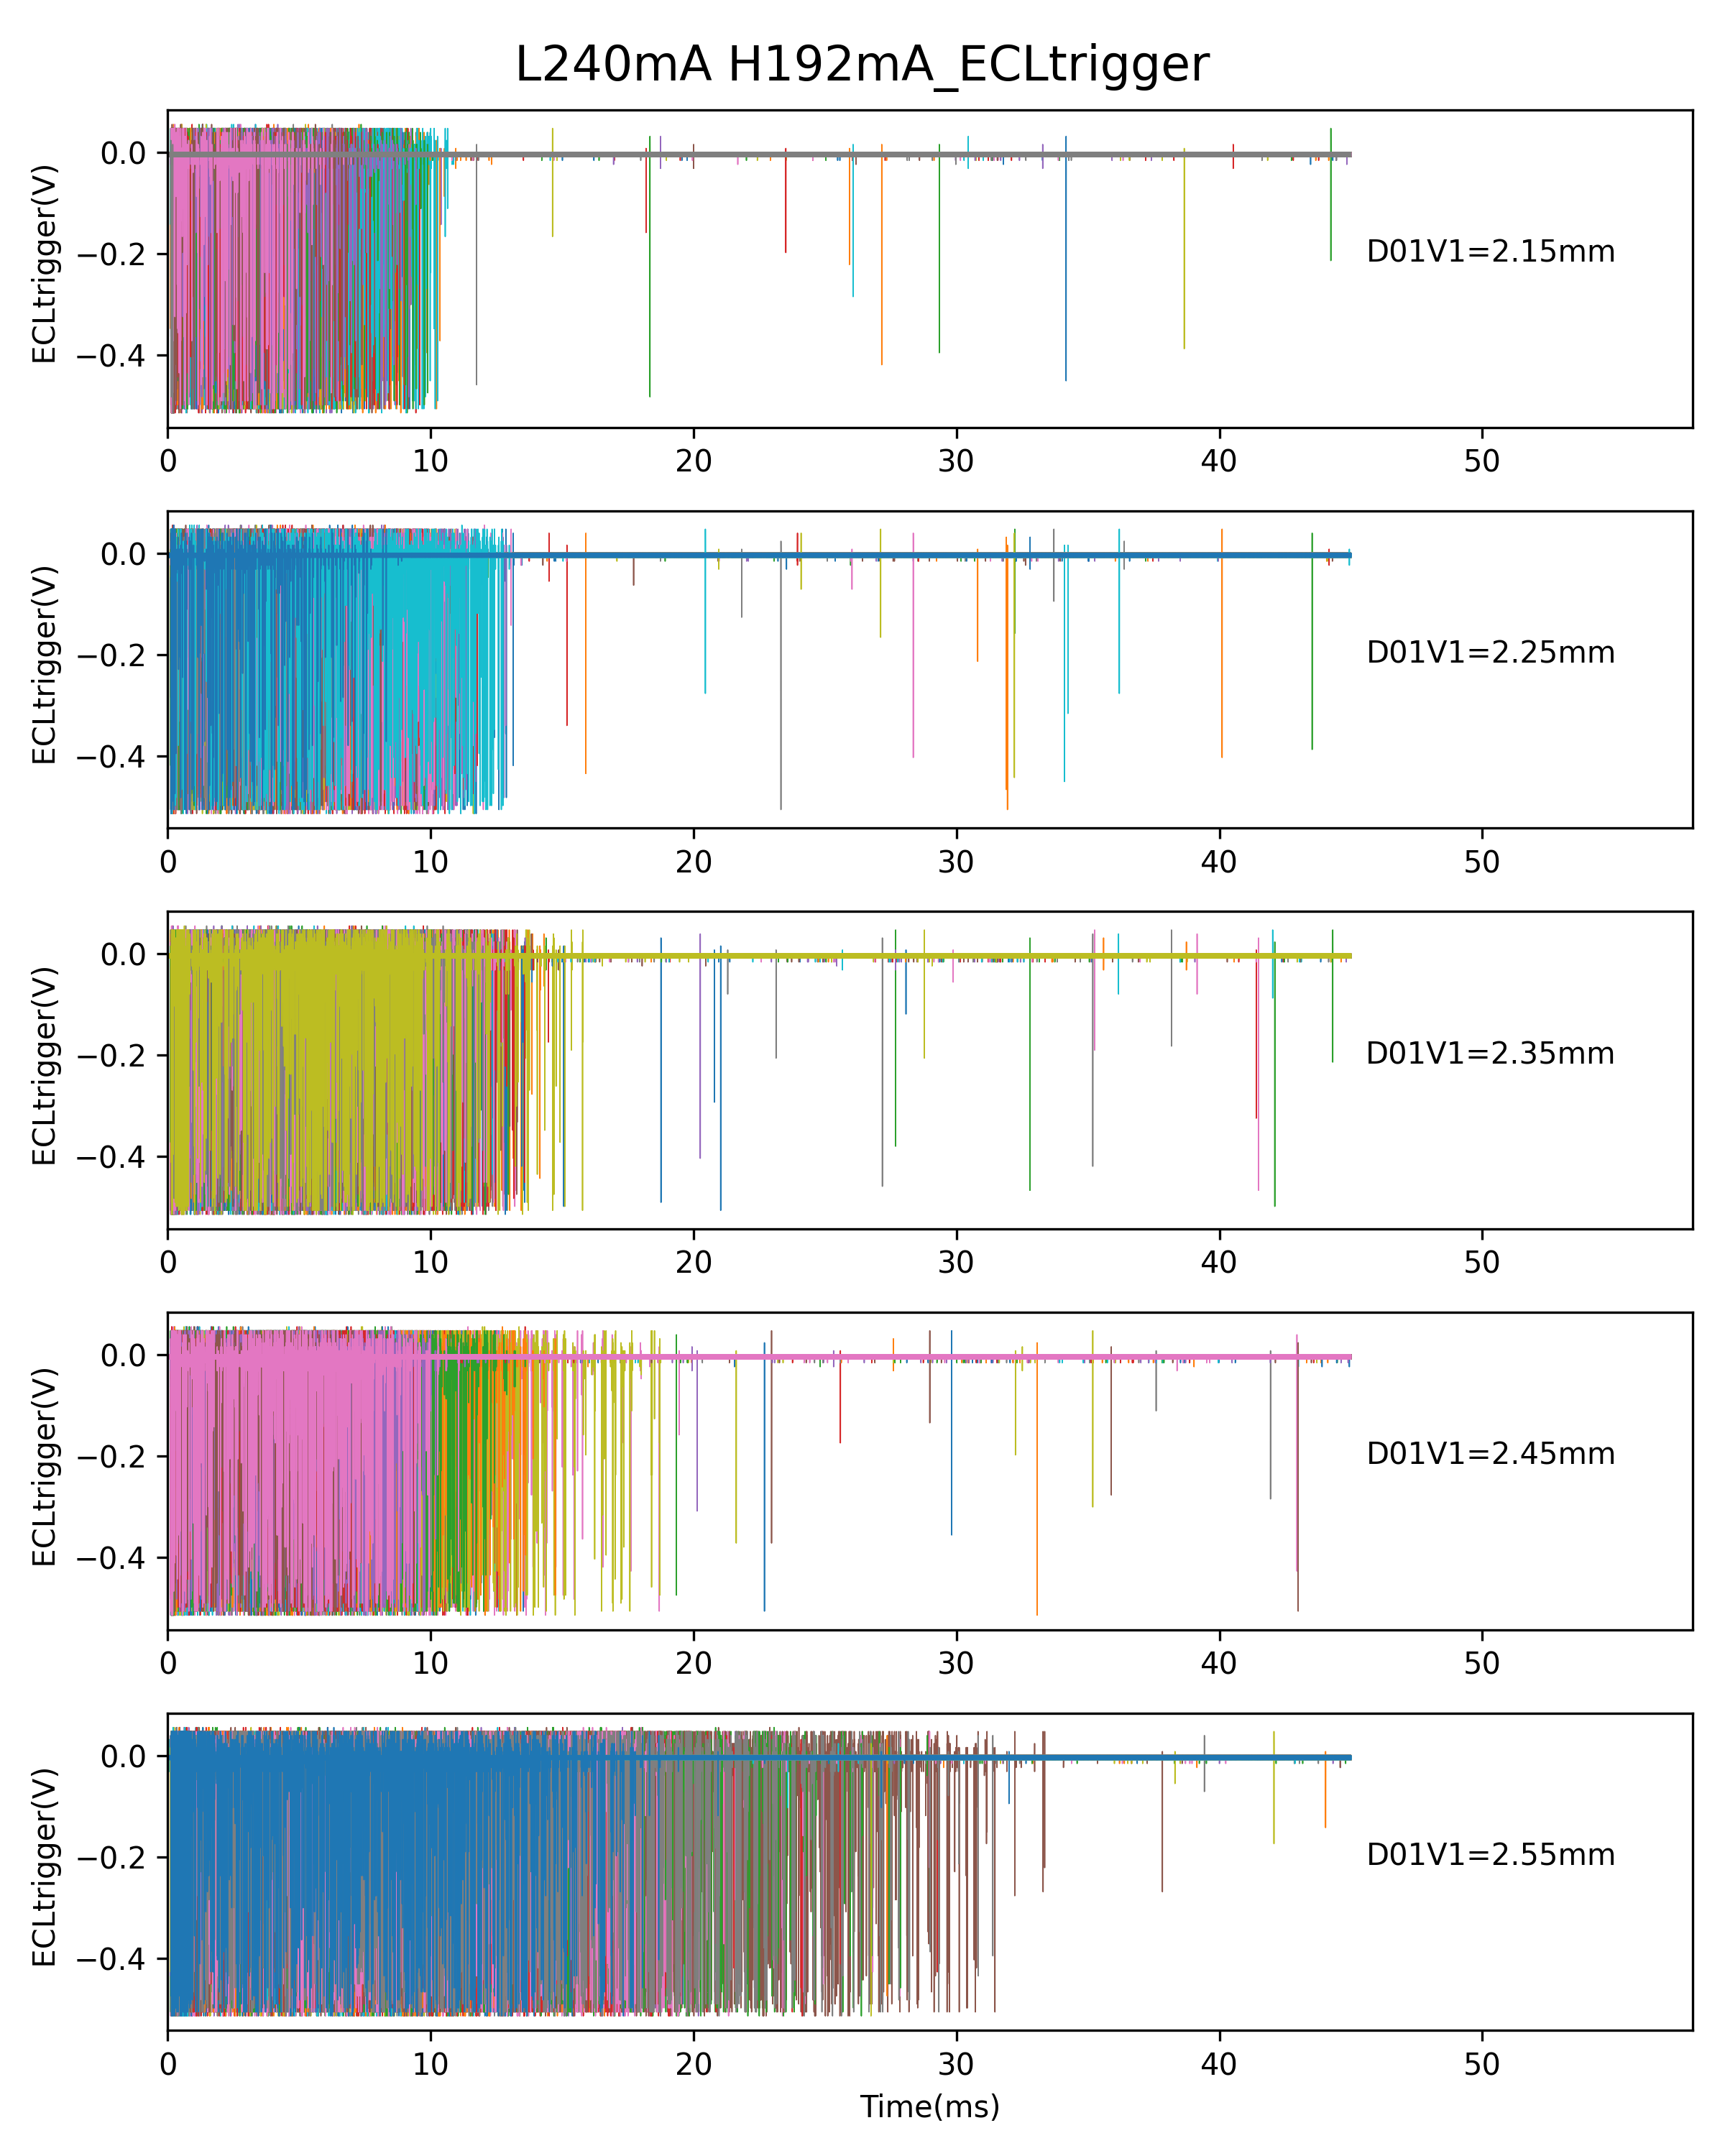 L240mA H192mA_ECLtrigger
ECLtrigger(V)
0.0
−0.2
−0.4
D01V1=2.15mm
0 10 20 30 40 50
ECLtrigger(V)
0.0
−0.2
−0.4
D01V1=2.25mm
0 10 20 30 40 50
ECLtrigger(V)
0.0
−0.2
−0.4
D01V1=2.35mm
0 10 20 30 40 50
ECLtrigger(V)
0.0
−0.2
−0.4
D01V1=2.45mm
0 10 20 30 40 50
ECLtrigger(V)
0.0
−0.2
−0.4
D01V1=2.55mm
0 10 20 30 40 50
Time(ms)